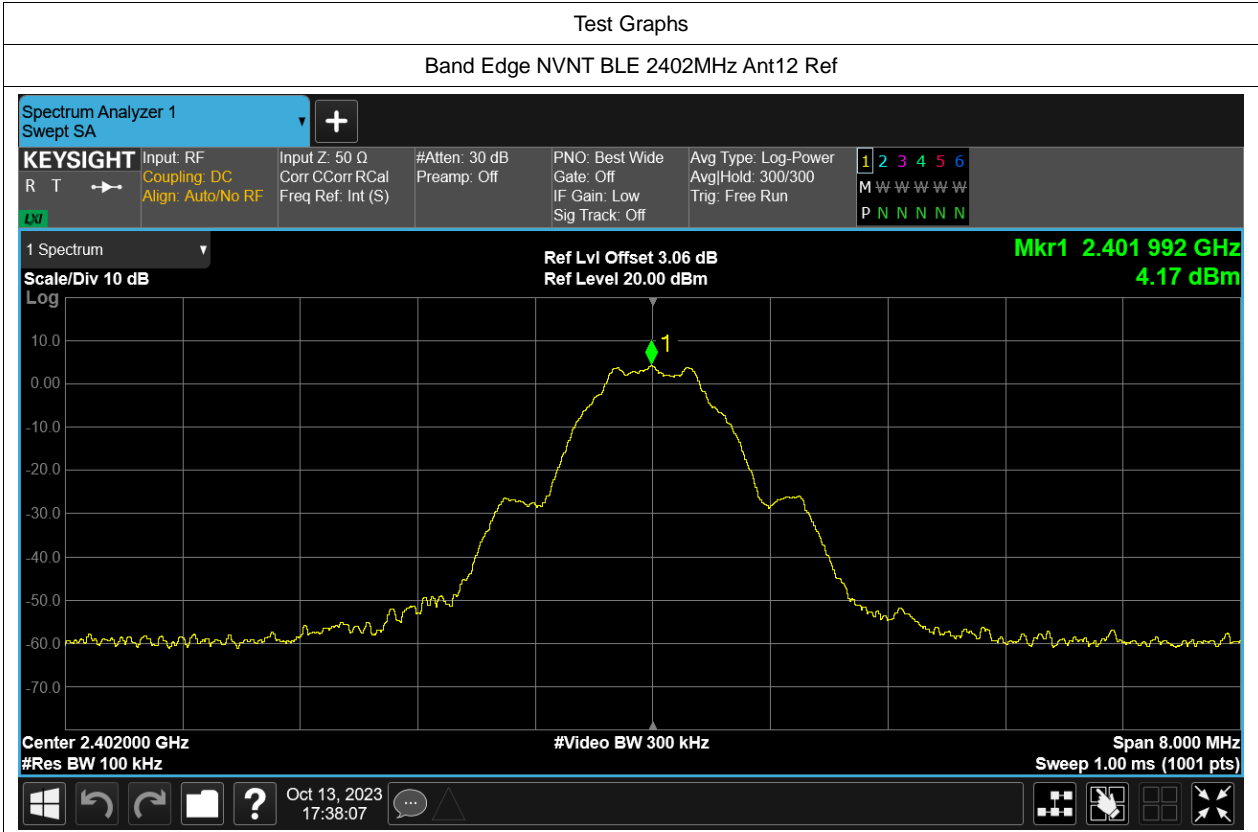 Test Graphs
Band Edge NVNT BLE 2402MHz Ant12 Ref
Spectrum Analyzer 1
Swept SA
+
KEYSIGHT Input: RF Input Z: 50 Ω #Atten: 30 dB PNO: Best Wide Avg Type: Log-Power 1 2 3 4 5 6
R T Coupling: DC Corr CCorr RCal Preamp: Off Gate: Off Avg|Hold: 300/300 M W W W W W
Align: Auto/No RF Freq Ref: Int (S) IF Gain: Low Trig: Free Run
LXI Sig Track: Off P N N N N N
1 Spectrum Ref Lvl Offset 3.06 dB Mkr1 2.401 992 GHz
Scale/Div 10 dB Ref Level 20.00 dBm 4.17 dBm
Log
10.0
1
0.00
-10.0
-20.0
-30.0
-40.0
-50.0
-60.0
-70.0
Center 2.402000 GHz #Video BW 300 kHz Span 8.000 MHz
#Res BW 100 kHz Sweep 1.00 ms (1001 pts)
? Oct 13, 2023
17:38:07